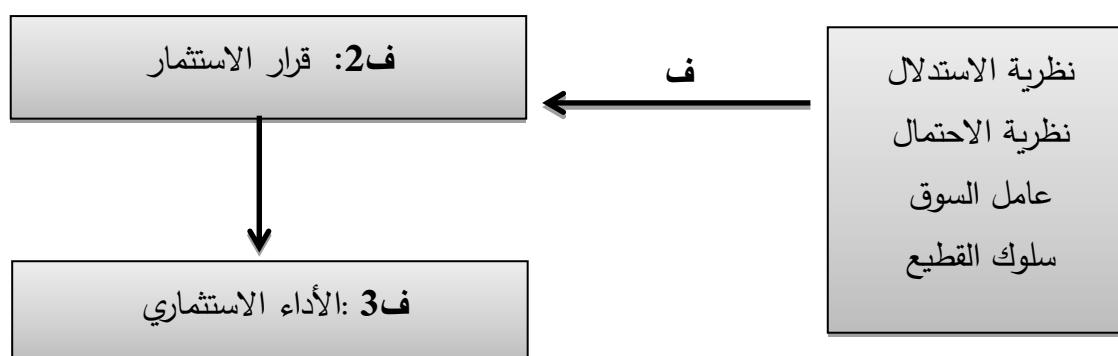 نظرية الاستدلال
نظرية الاحتمال
عامل السوق
سلوك القطيع
ف
ف2: قرار الاستثمار
ف3 :الأداء الاستثماري